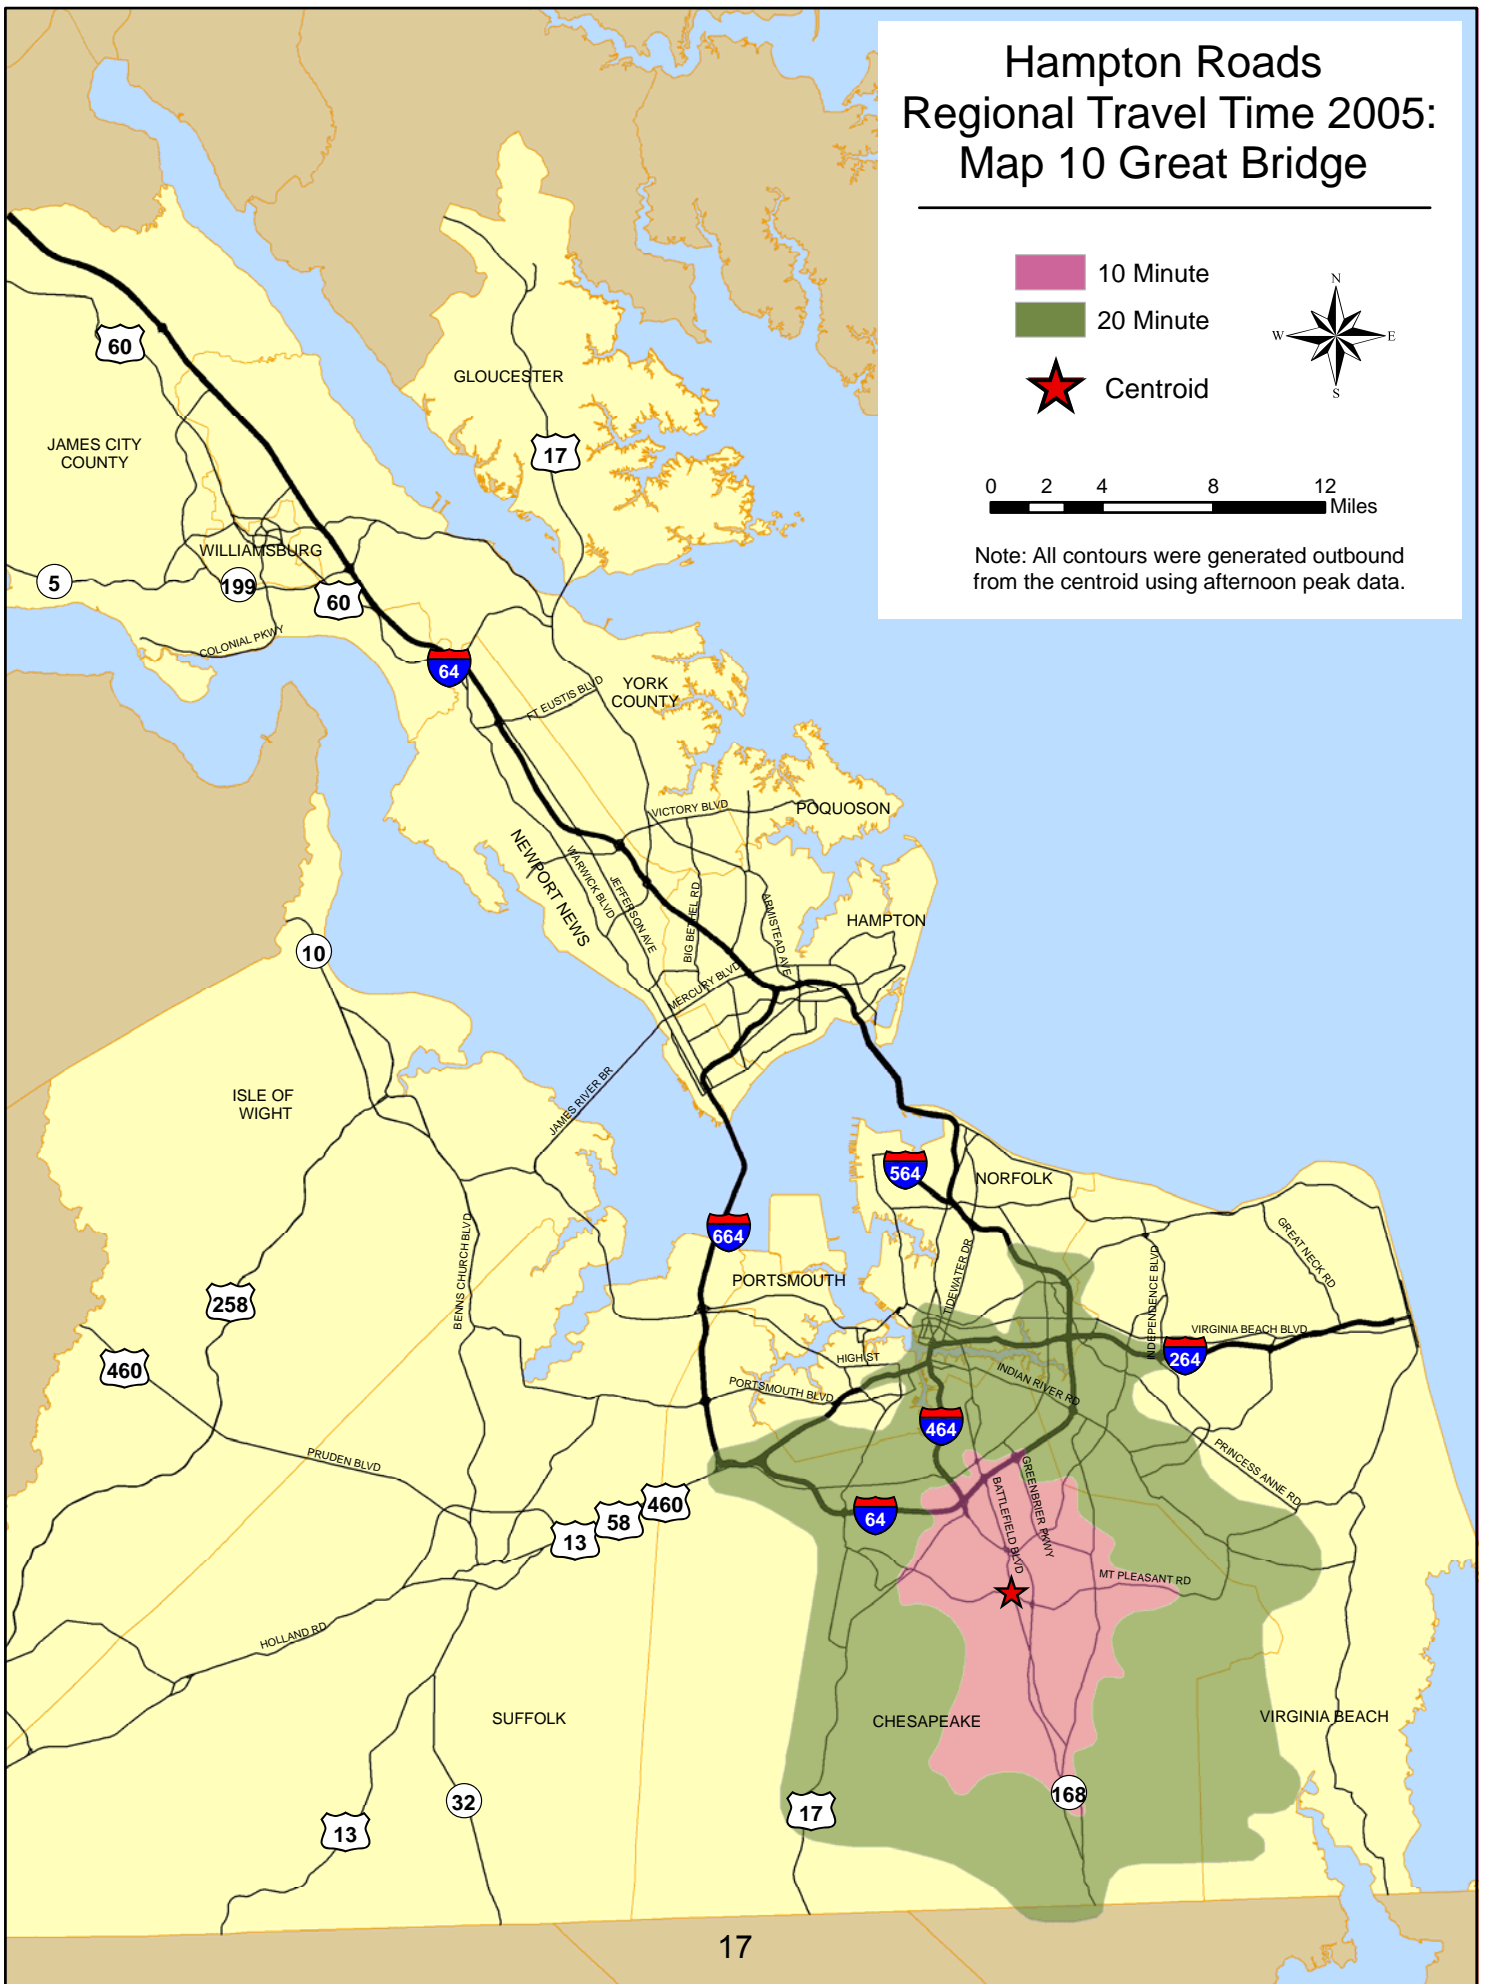 Hampton Roads
Regional Travel Time 2005:
Map 10 Great Bridge
10 Minute
20 Minute
Centroid
N
W
E
S
0 2 4 8 12
Miles
Note: All contours were generated outbound
from the centroid using afternoon peak data.
60
GLOUCESTER
17
JAMES CITY
COUNTY
WILLIAMSBURG
5
199
60
COLONIAL PKWY
64
FT EUSTIS BLVD
YORK
COUNTY
VICTORY BLVD
POQUOSON
NEWPORT NEWS
WARWICK BLVD
JEFFERSON AVE
BIG BETHEL RD
ARMISTEAD AVE
HAMPTON
MERCURY BLVD
10
ISLE OF
WIGHT
JAMES RIVER BR
564
NORFOLK
664
BENNS CHURCH BLVD
PORTSMOUTH
TIDEWATER DR
INDEPENDENCE BLVD
GREAT NECK RD
258
VIRGINIA BEACH BLVD
264
460
HIGH ST
PORTSMOUTH BLVD
INDIAN RIVER RD
464
PRUDEN BLVD
PRINCESS ANNE RD
460
58
13
64
BATTLEFIELD BLVD
GREENBRIER PKWY
MT PLEASANT RD
HOLLAND RD
SUFFOLK
CHESAPEAKE
VIRGINIA BEACH
32
13
17
168
17